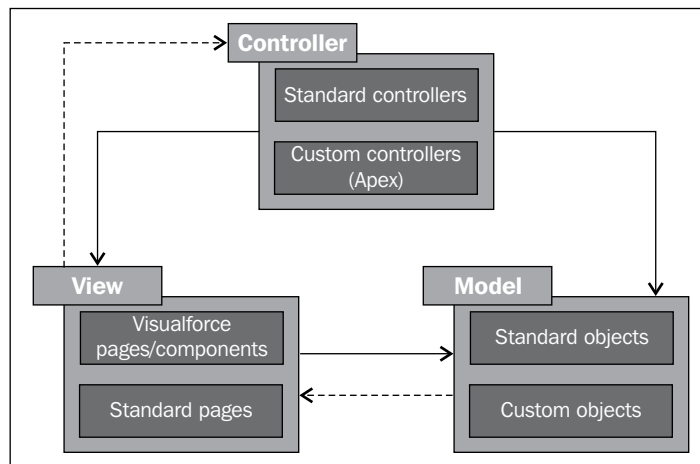 Controller
Standard controllers
Custom controllers
(Apex)
View
Visualforce
pages/components
Standard pages
Model
Standard objects
Custom objects